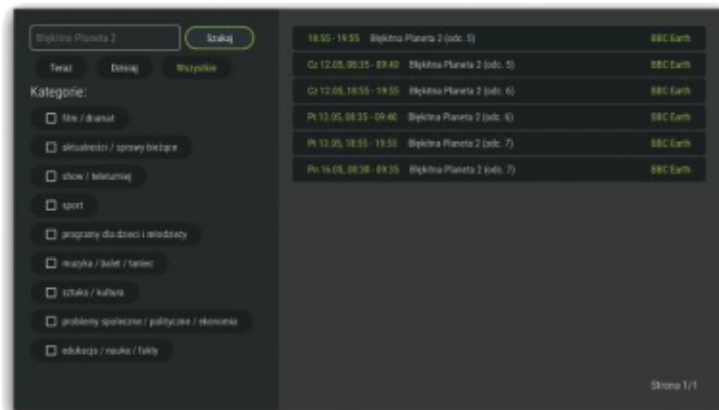 Błękitna Planeta 2 Szukaj
Teraz Dzisiaj Wszystkie
Kategorie:
film / dramat
aktualności / sprawy bieżące
show / teleturniej
sport
programy dla dzieci i młodzieży
muzyka / balet / taniec
sztuka / kultura
problemy społeczne / polityczne / ekonomia
edukacja / nauka / fakty
18:55 - 19:55 Błękitna Planeta 2 (odc. 5) BBC Earth
Cz 12.05, 08:35 - 09:40 Błękitna Planeta 2 (odc. 5) BBC Earth
Cz 12.05, 18:55 - 19:55 Błękitna Planeta 2 (odc. 6) BBC Earth
Pt 13.05, 08:35 - 09:40 Błękitna Planeta 2 (odc. 6) BBC Earth
Pt 13.05, 18:55 - 19:55 Błękitna Planeta 2 (odc. 7) BBC Earth
Pn 16.05, 08:30 - 09:35 Błękitna Planeta 2 (odc. 7) BBC Earth
Strona 1/1